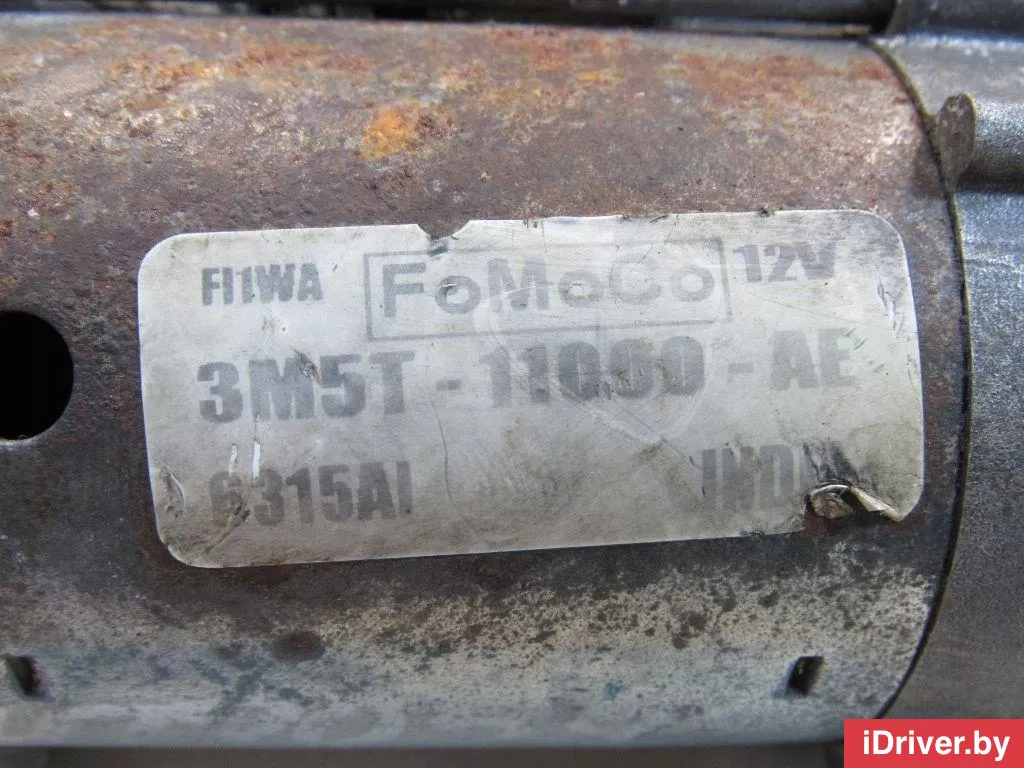 FI1WA FoMoCo 12V
3M5T - 11000 - AE
6315AI
iDriver.by